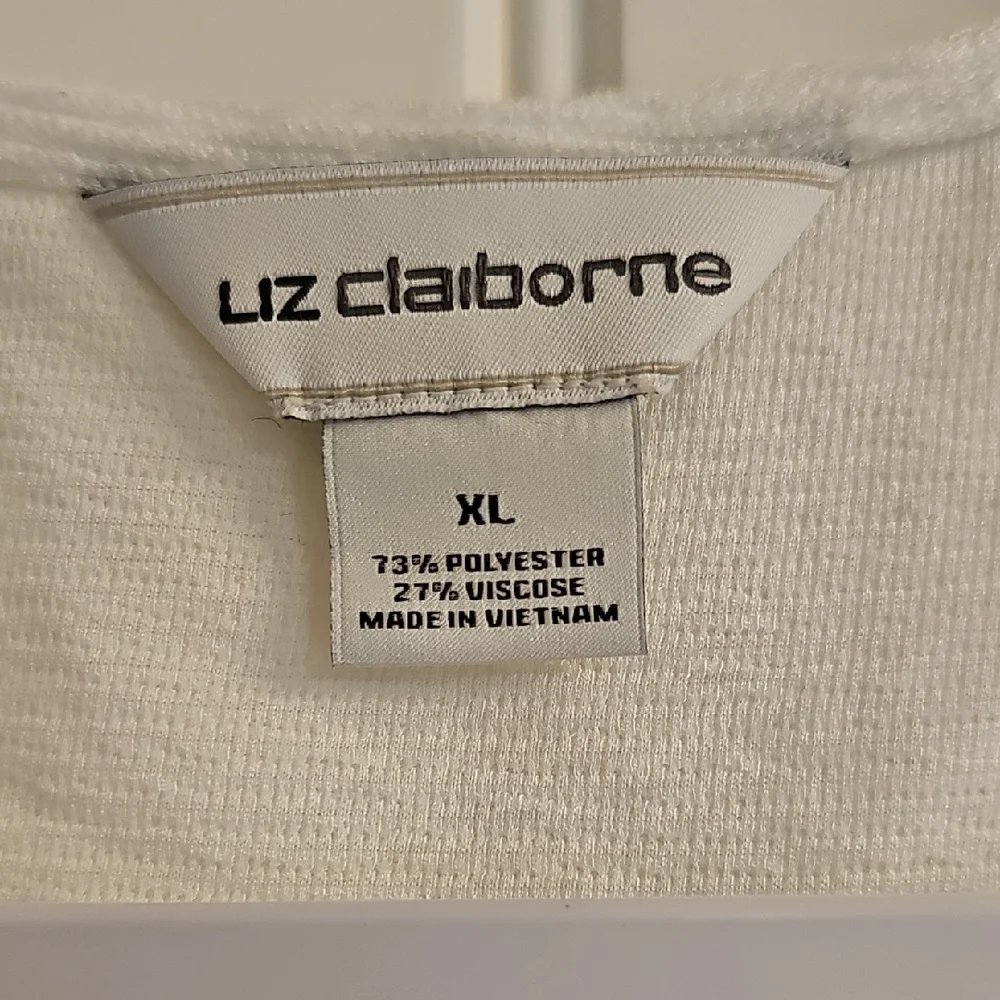 LIZ claiborne
XL
73% POLYESTER
27% VISCOSE
MADE IN VIETNAM